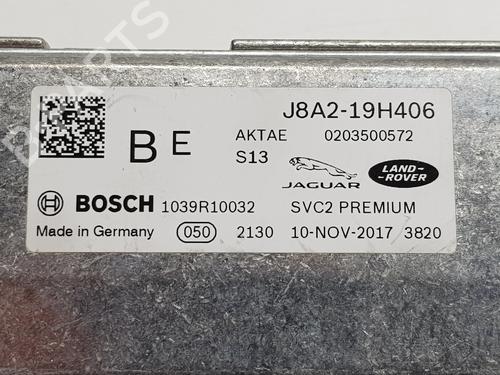 J8A2-19H406
B E
AKTAE 0203500572
S13
JAGUAR
LAND-
ROVER
BOSCH 1039R10032 SVC2 PREMIUM
Made in Germany 050 2130 10-NOV-2017 3820
B-PARTS